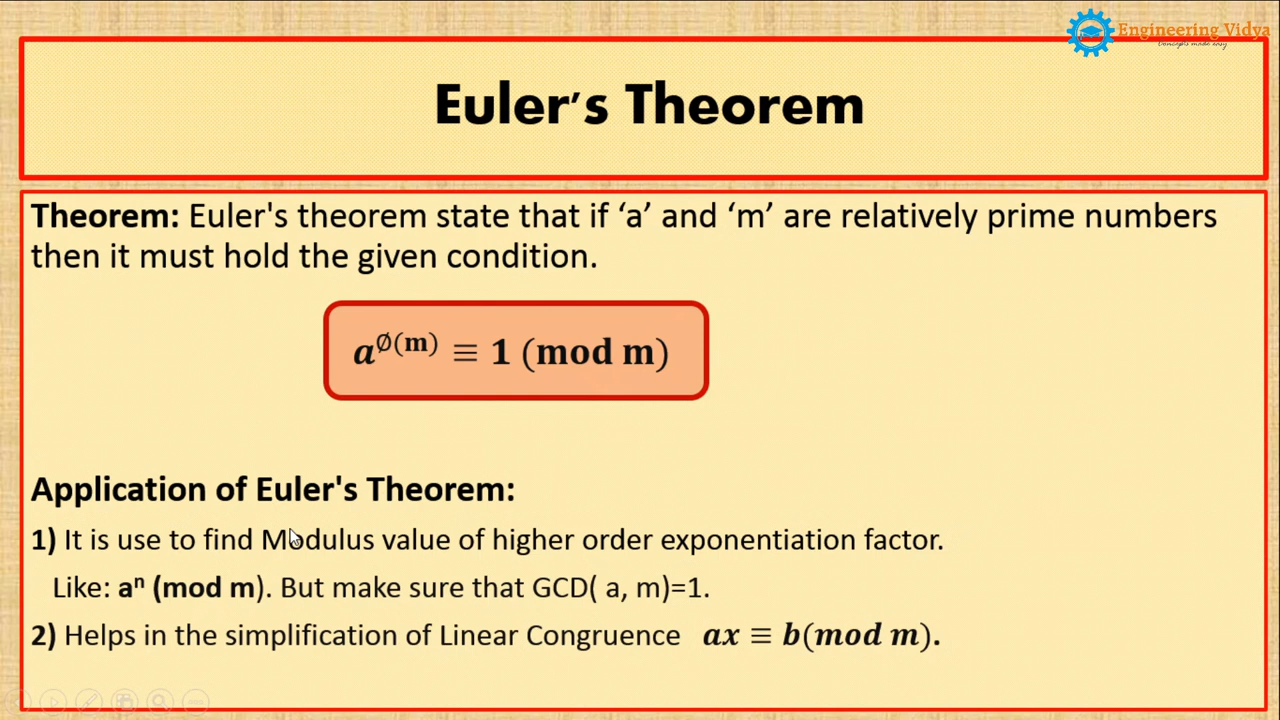 Engineering Vidya
Concepts made easy
Euler's Theorem
Theorem: Euler's theorem state that if ‘a’ and ‘m’ are relatively prime numbers
then it must hold the given condition.
a^∅(m) ≡ 1 (mod m)
Application of Euler's Theorem:
1) It is use to find Modulus value of higher order exponentiation factor.
Like: aⁿ (mod m). But make sure that GCD( a, m)=1.
2) Helps in the simplification of Linear Congruence ax ≡ b(mod m).